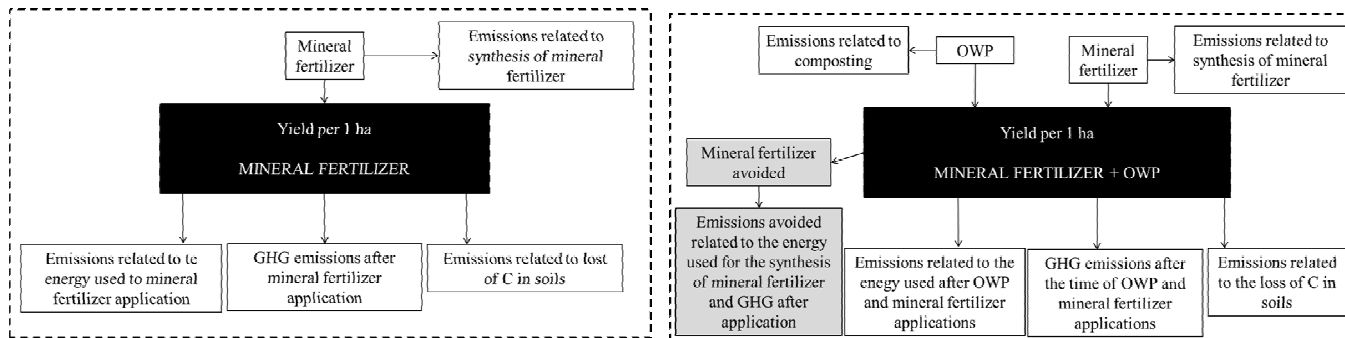 Mineral
fertilizer
Emissions related to
synthesis of mineral
fertilizer
Yield per 1 ha
MINERAL FERTILIZER
Emissions related to te
energy used to mineral
fertilizer application
GHG emissions after
mineral fertilizer
application
Emissions related to lost
of C in soils
Emissions related to
composting
OWP
Mineral
fertilizer
Emissions related to
synthesis of mineral
fertilizer
Yield per 1 ha
MINERAL FERTILIZER + OWP
Mineral fertilizer
avoided
Emissions avoided
related to the energy
used for the synthesis
of mineral fertilizer
and GHG after
application
Emissions related to the
enegy used after OWP
and mineral fertilizer
applications
GHG emissions after
the time of OWP and
mineral fertilizer
applications
Emissions related
to the loss of C in
soils